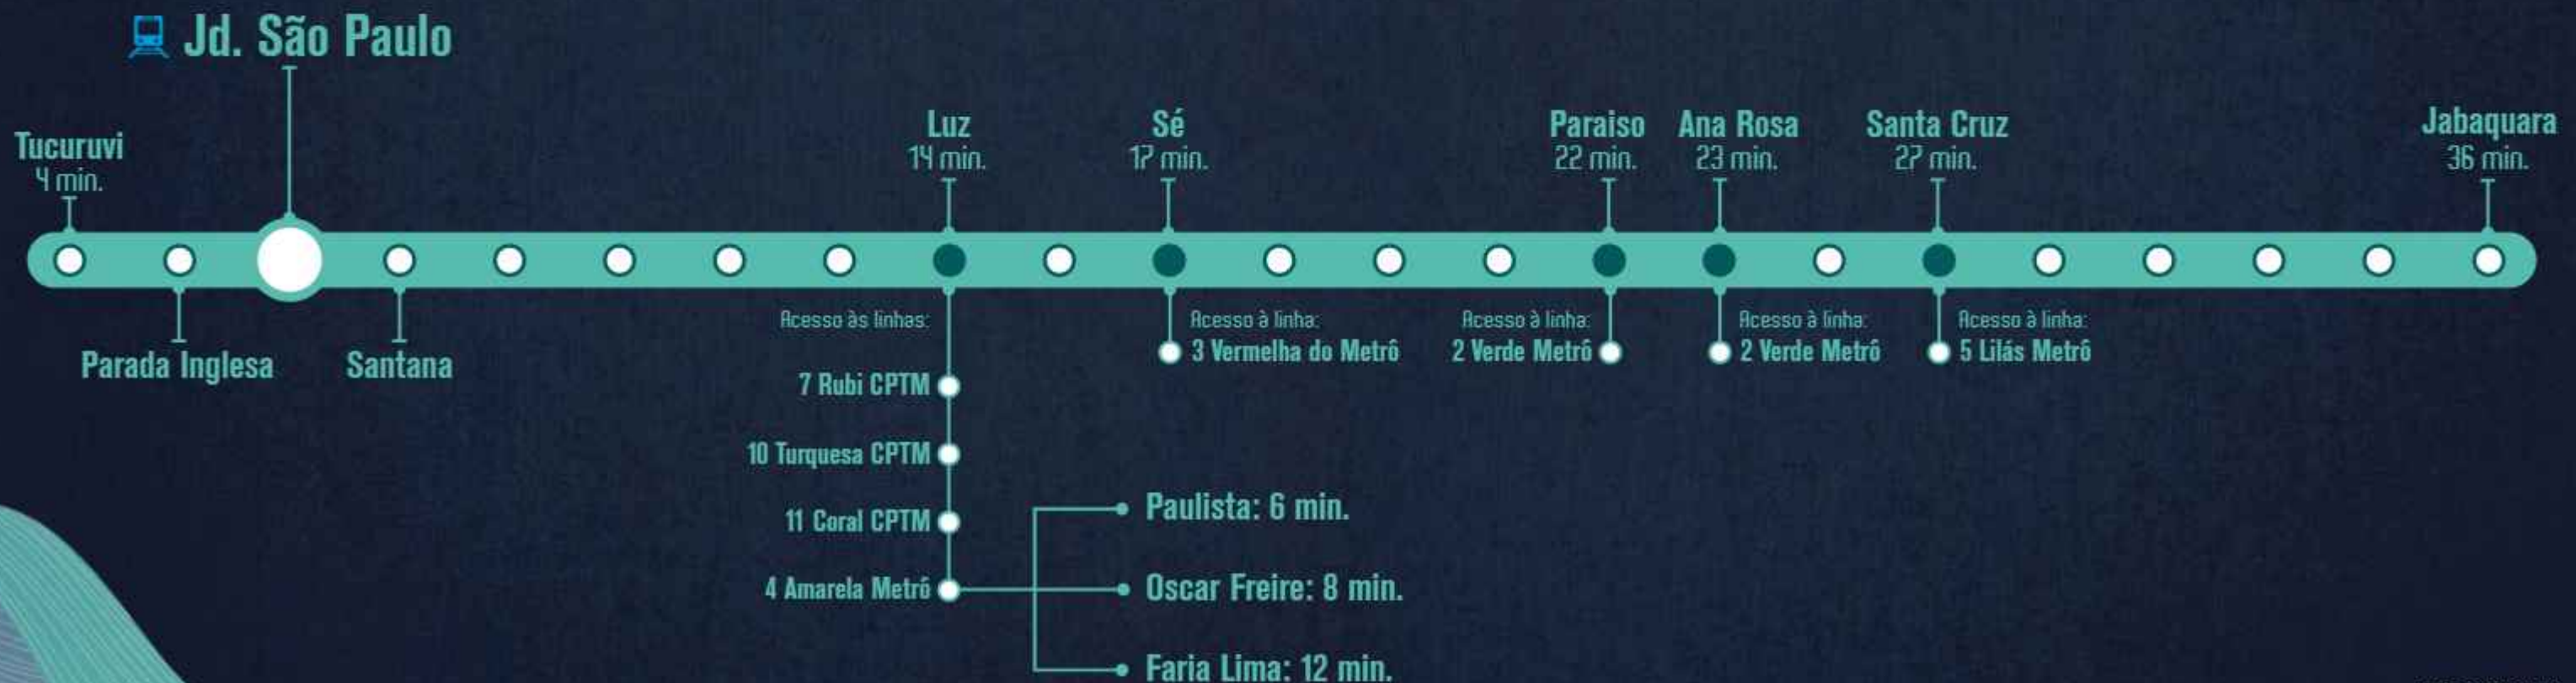 Jd. São Paulo
Tucuruvi
4 min.
Luz
14 min.
Sé
17 min.
Paraiso
22 min.
Ana Rosa
23 min.
Santa Cruz
27 min.
Jabaquara
36 min.
Parada Inglesa
Santana
Acesso às linhas:
7 Rubi CPTM
10 Turquesa CPTM
11 Coral CPTM
4 Amarela Metrô
Paulista: 6 min.
Oscar Freire: 8 min.
Faria Lima: 12 min.
Acesso à linha:
3 Vermelha do Metrô
Acesso à linha:
2 Verde Metrô
Acesso à linha:
2 Verde Metrô
Acesso à linha:
5 Lilás Metrô